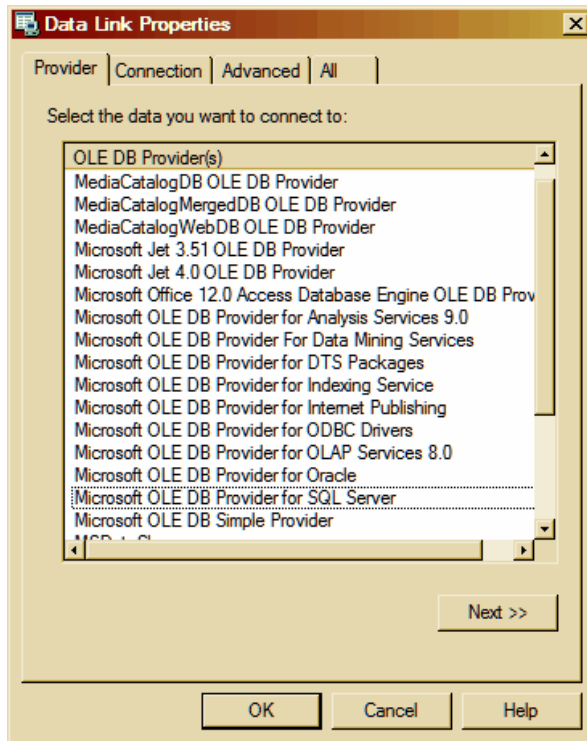 Data Link Properties
Provider Connection Advanced All
Select the data you want to connect to:
OLE DB Provider(s)
MediaCatalogDB OLE DB Provider
MediaCatalogMergedDB OLE DB Provider
MediaCatalogWebDB OLE DB Provider
Microsoft Jet 3.51 OLE DB Provider
Microsoft Jet 4.0 OLE DB Provider
Microsoft Office 12.0 Access Database Engine OLE DB Prov
Microsoft OLE DB Provider for Analysis Services 9.0
Microsoft OLE DB Provider For Data Mining Services
Microsoft OLE DB Provider for DTS Packages
Microsoft OLE DB Provider for Indexing Service
Microsoft OLE DB Provider for Internet Publishing
Microsoft OLE DB Provider for ODBC Drivers
Microsoft OLE DB Provider for OLAP Services 8.0
Microsoft OLE DB Provider for Oracle
Microsoft OLE DB Provider for SQL Server
Microsoft OLE DB Simple Provider
Next >>
OK Cancel Help